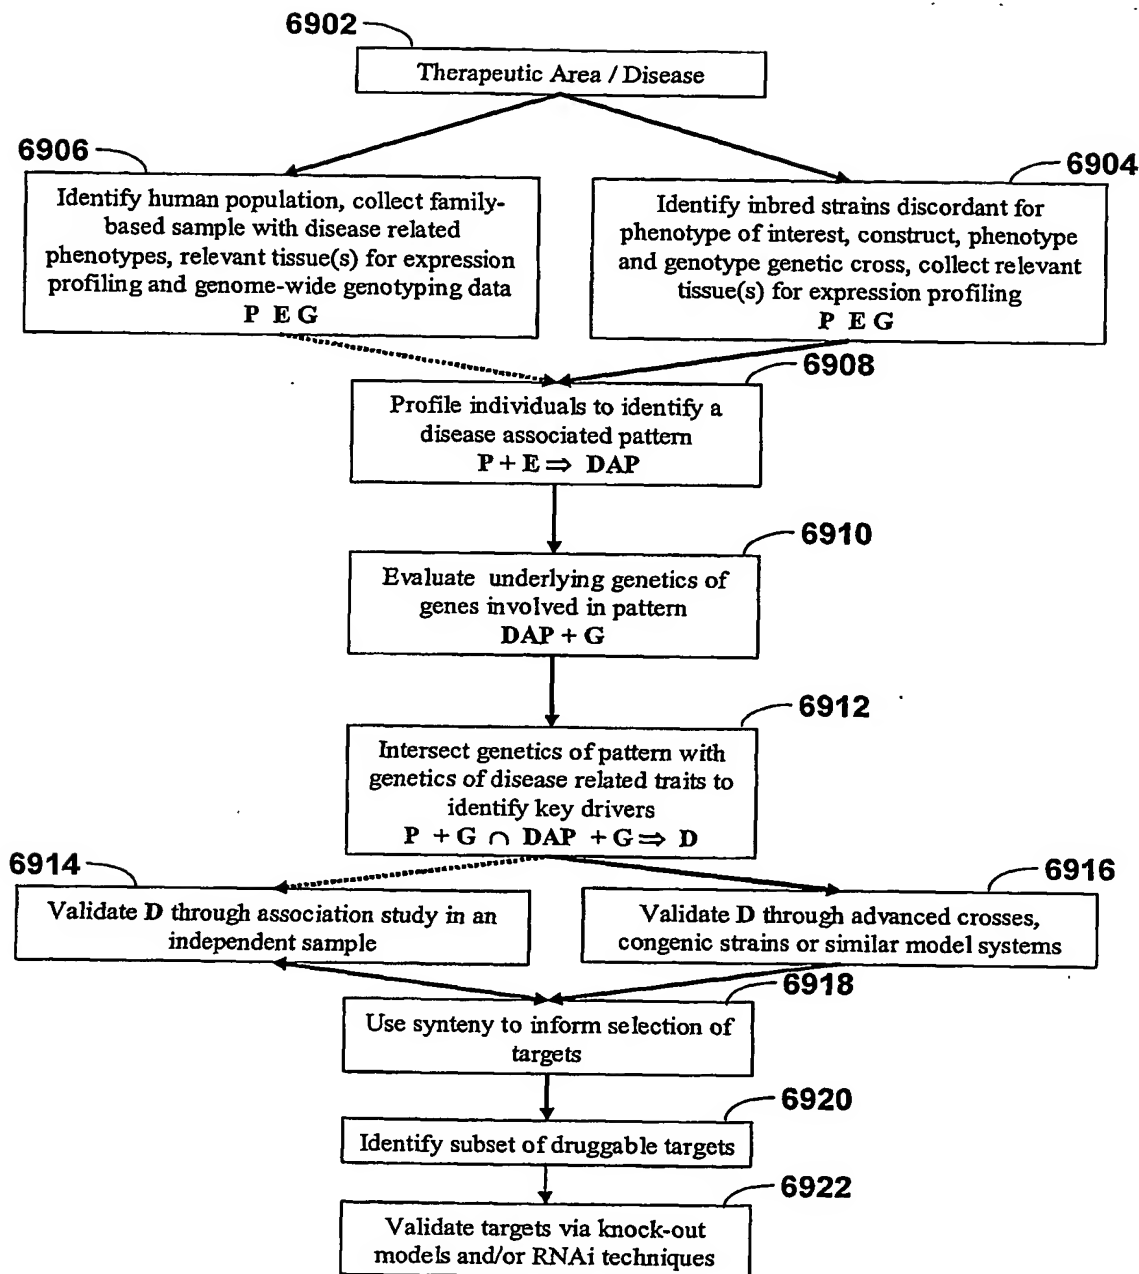 6902
Therapeutic Area / Disease
6906
Identify human population, collect family-
based sample with disease related
phenotypes, relevant tissue(s) for expression
profiling and genome-wide genotyping data
P E G
6904
Identify inbred strains discordant for
phenotype of interest, construct, phenotype
and genotype genetic cross, collect relevant
tissue(s) for expression profiling
P E G
6908
Profile individuals to identify a
disease associated pattern
P + E ⇒ DAP
6910
Evaluate underlying genetics of
genes involved in pattern
DAP + G
6912
Intersect genetics of pattern with
genetics of disease related traits to
identify key drivers
P + G ∩ DAP + G ⇒ D
6914
Validate D through association study in an
independent sample
6916
Validate D through advanced crosses,
congenic strains or similar model systems
6918
Use synteny to inform selection of
targets
6920
Identify subset of druggable targets
6922
Validate targets via knock-out
models and/or RNAi techniques